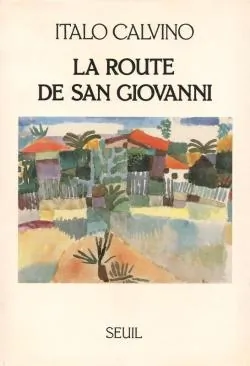 ITALO CALVINO
LA ROUTE
DE SAN GIOVANNI
SEUIL